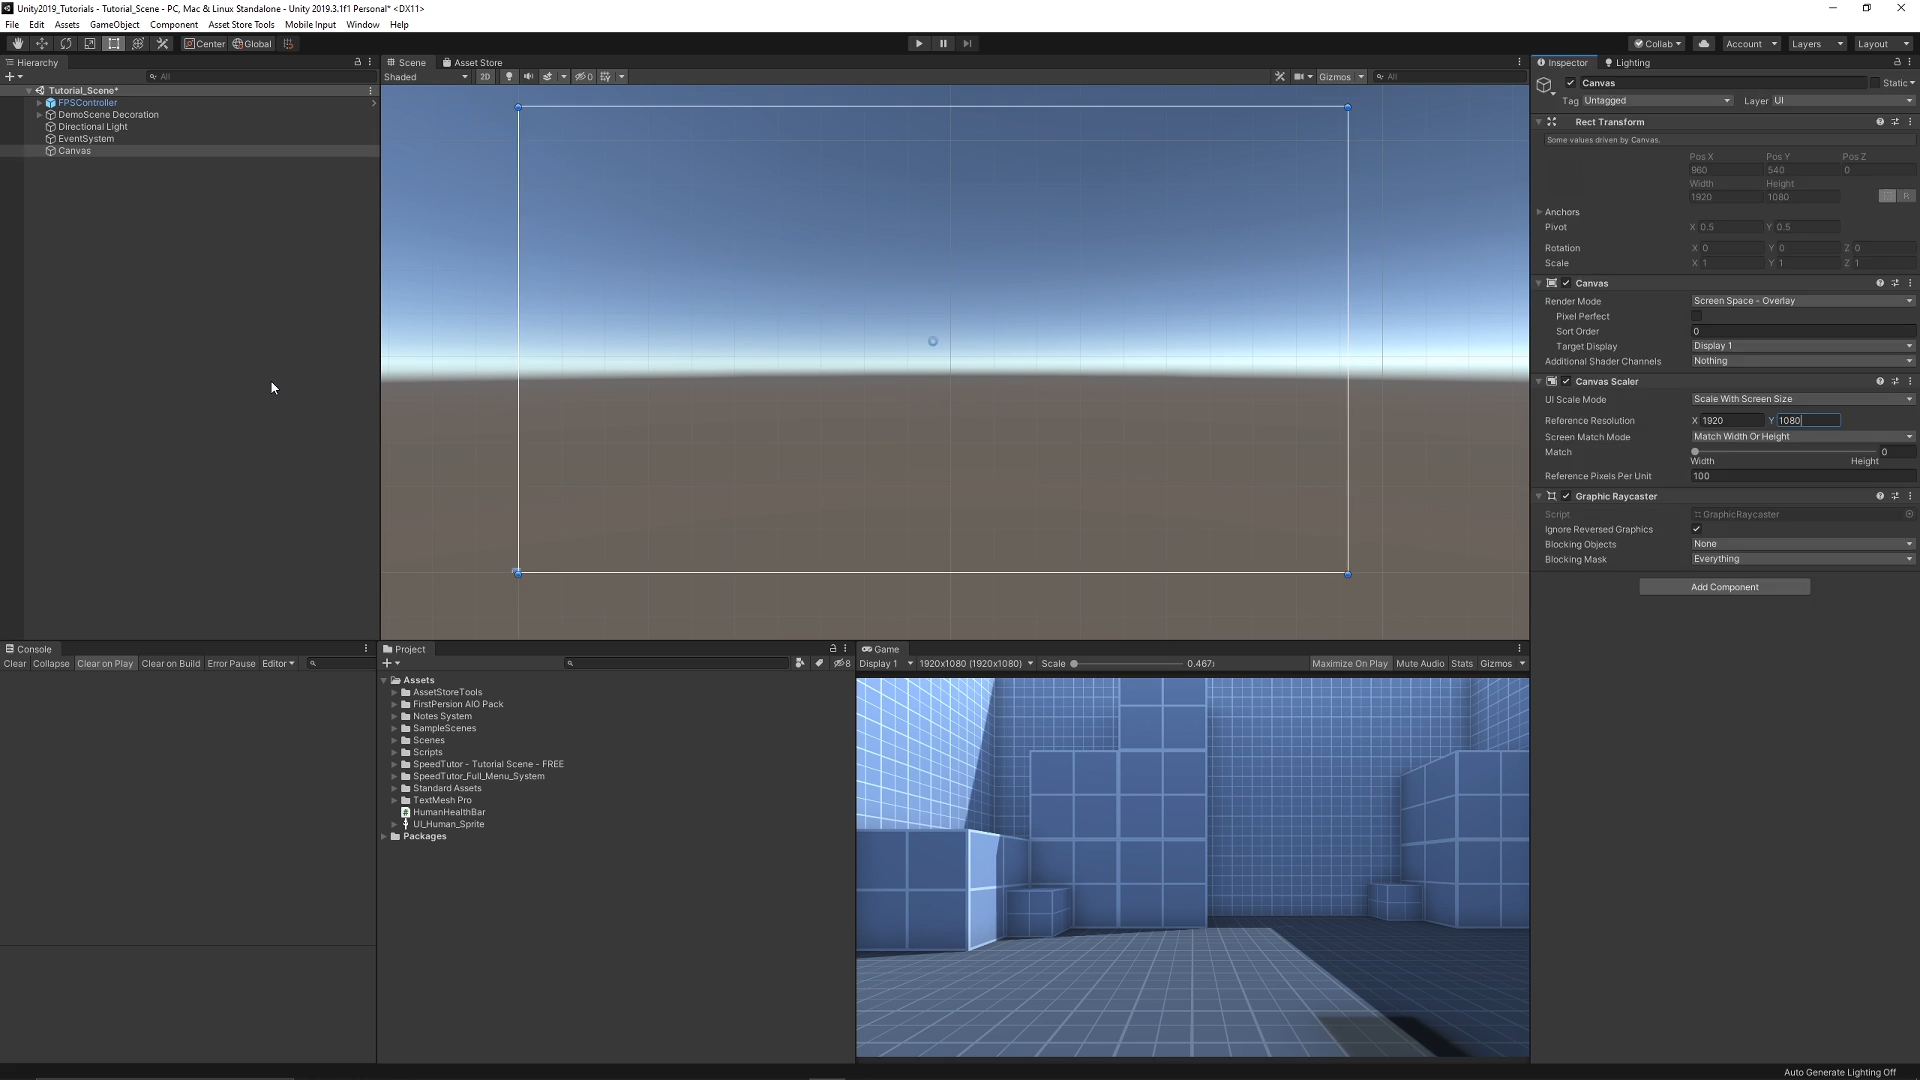 Unity2019_Tutorials - Tutorial_Scene - PC, Mac & Linux Standalone - Unity 2019.3.1f1 Personal* <DX11>
File Edit Assets GameObject Component Asset Store Tools Mobile Input Window Help
Center Global Collab Account Layers Layout
Hierarchy
All
Tutorial_Scene*
FPSController
DemoScene Decoration
Directional Light
EventSystem
Canvas
Scene Asset Store
Shaded 2D 0 Gizmos All
Inspector Lighting
Canvas Static
Tag Untagged Layer UI
Rect Transform
Some values driven by Canvas.
Pos X Pos Y Pos Z
960 540 0
Width Height
1920 1080 R
Anchors
Pivot X 0.5 Y 0.5
Rotation X 0 Y 0 Z 0
Scale X 1 Y 1 Z 1
Canvas
Render Mode Screen Space - Overlay
Pixel Perfect
Sort Order 0
Target Display Display 1
Additional Shader Channels Nothing
Canvas Scaler
UI Scale Mode Scale With Screen Size
Reference Resolution X 1920 Y 1080
Screen Match Mode Match Width Or Height
Match 0
Width Height
Reference Pixels Per Unit 100
Graphic Raycaster
Script GraphicRaycaster
Ignore Reversed Graphics
Blocking Objects None
Blocking Mask Everything
Add Component
Console
Clear Collapse Clear on Play Clear on Build Error Pause Editor
Project
8
Assets
AssetStoreTools
FirstPersion AIO Pack
Notes System
SampleScenes
Scenes
Scripts
SpeedTutor - Tutorial Scene - FREE
SpeedTutor_Full_Menu_System
Standard Assets
TextMesh Pro
HumanHealthBar
UI_Human_Sprite
Packages
Game
Display 1 1920x1080 (1920x1080) Scale 0.467 Maximize On Play Mute Audio Stats Gizmos
Auto Generate Lighting Off